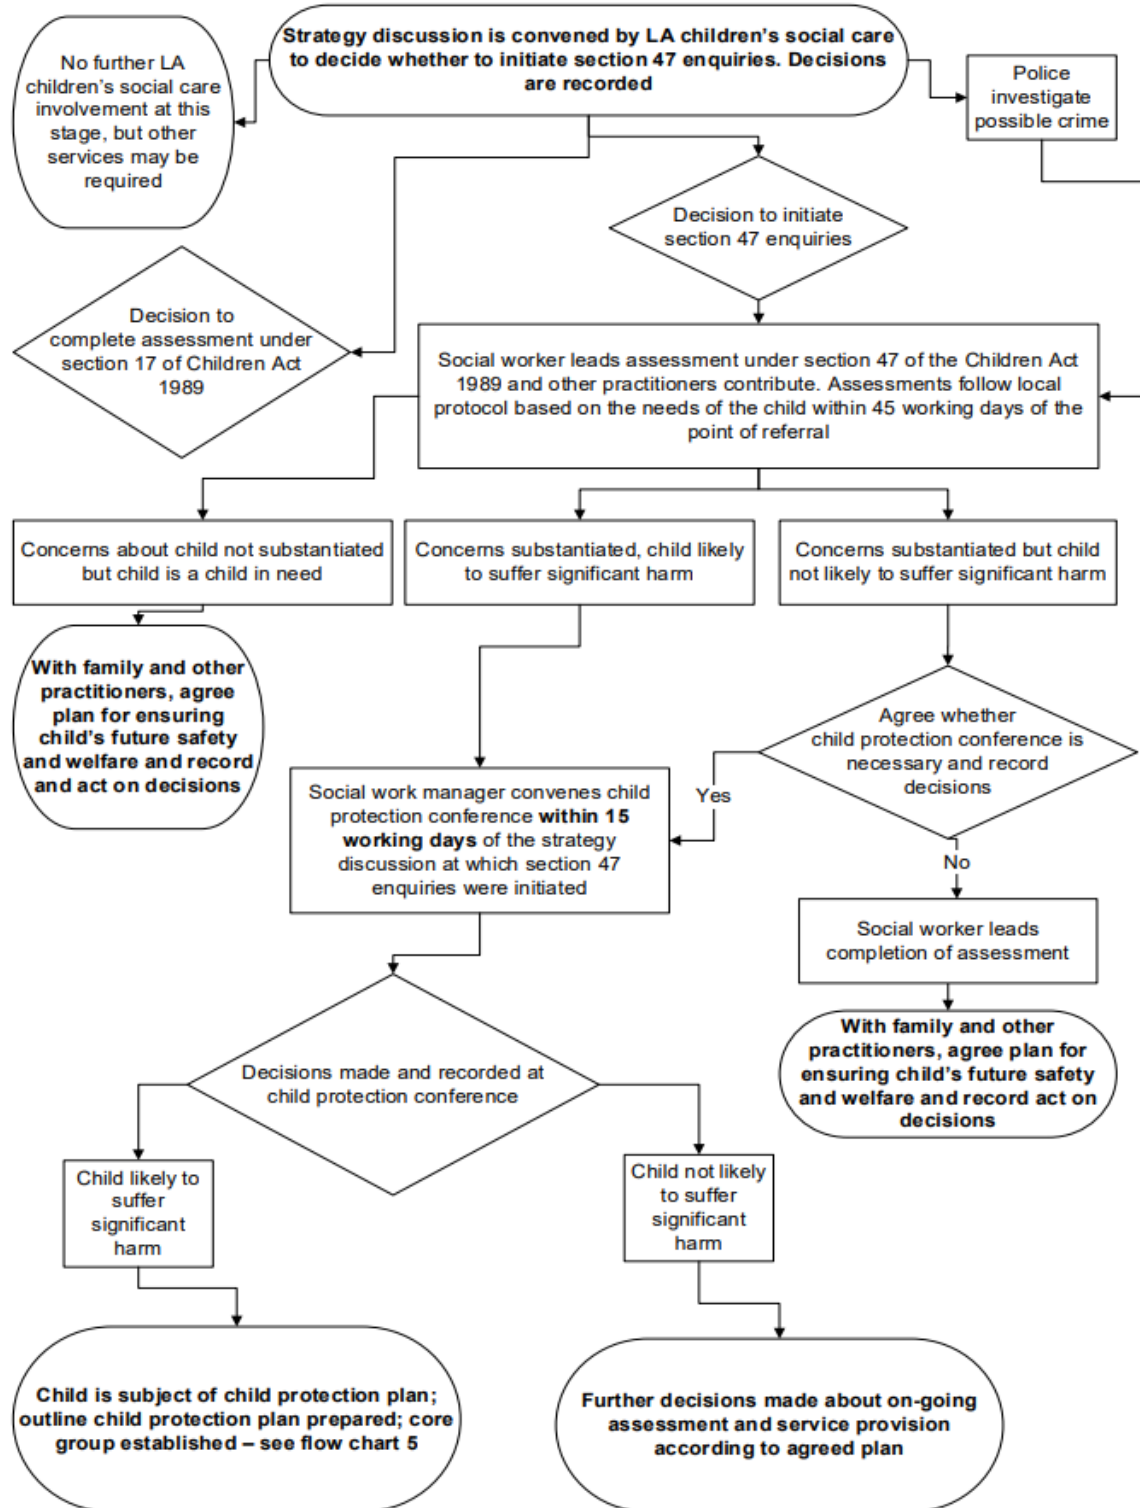 Strategy discussion is convened by LA children's social care
to decide whether to initiate section 47 enquiries. Decisions
are recorded
No further LA
children's social care
involvement at this
stage, but other
services may be
required
Police
investigate
possible crime
Decision to initiate
section 47 enquiries
Decision to
complete assessment under
section 17 of Children Act
1989
Social worker leads assessment under section 47 of the Children Act
1989 and other practitioners contribute. Assessments follow local
protocol based on the needs of the child within 45 working days of the
point of referral
Concerns about child not substantiated
but child is a child in need
Concerns substantiated, child likely
to suffer significant harm
Concerns substantiated but child
not likely to suffer significant harm
With family and other
practitioners, agree
plan for ensuring
child's future safety
and welfare and record
and act on decisions
Agree whether
child protection conference is
necessary and record
decisions
Yes
No
Social work manager convenes child
protection conference within 15
working days of the strategy
discussion at which section 47
enquiries were initiated
Social worker leads
completion of assessment
With family and other
practitioners, agree plan for
ensuring child's future safety
and welfare and record act on
decisions
Decisions made and recorded at
child protection conference
Child likely to
suffer
significant
harm
Child not likely
to suffer
significant
harm
Child is subject of child protection plan;
outline child protection plan prepared; core
group established – see flow chart 5
Further decisions made about on-going
assessment and service provision
according to agreed plan